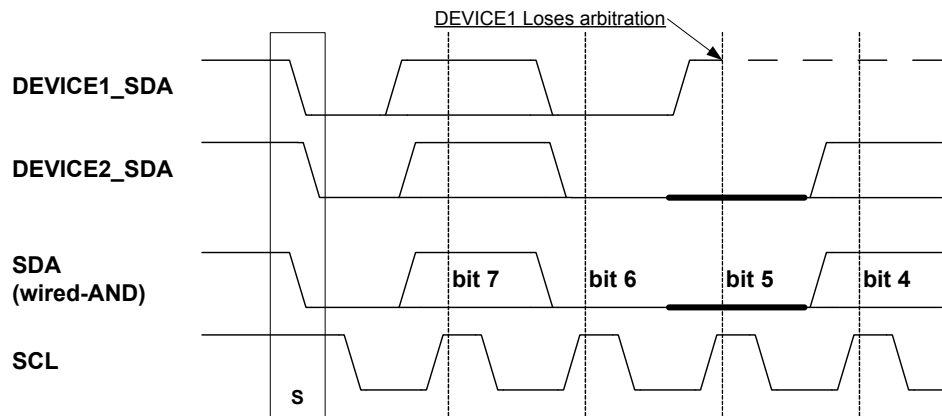 DEVICE1 Loses arbitration
DEVICE1_SDA
DEVICE2_SDA
SDA
(wired-AND)
bit 7 bit 6 bit 5 bit 4
SCL
S